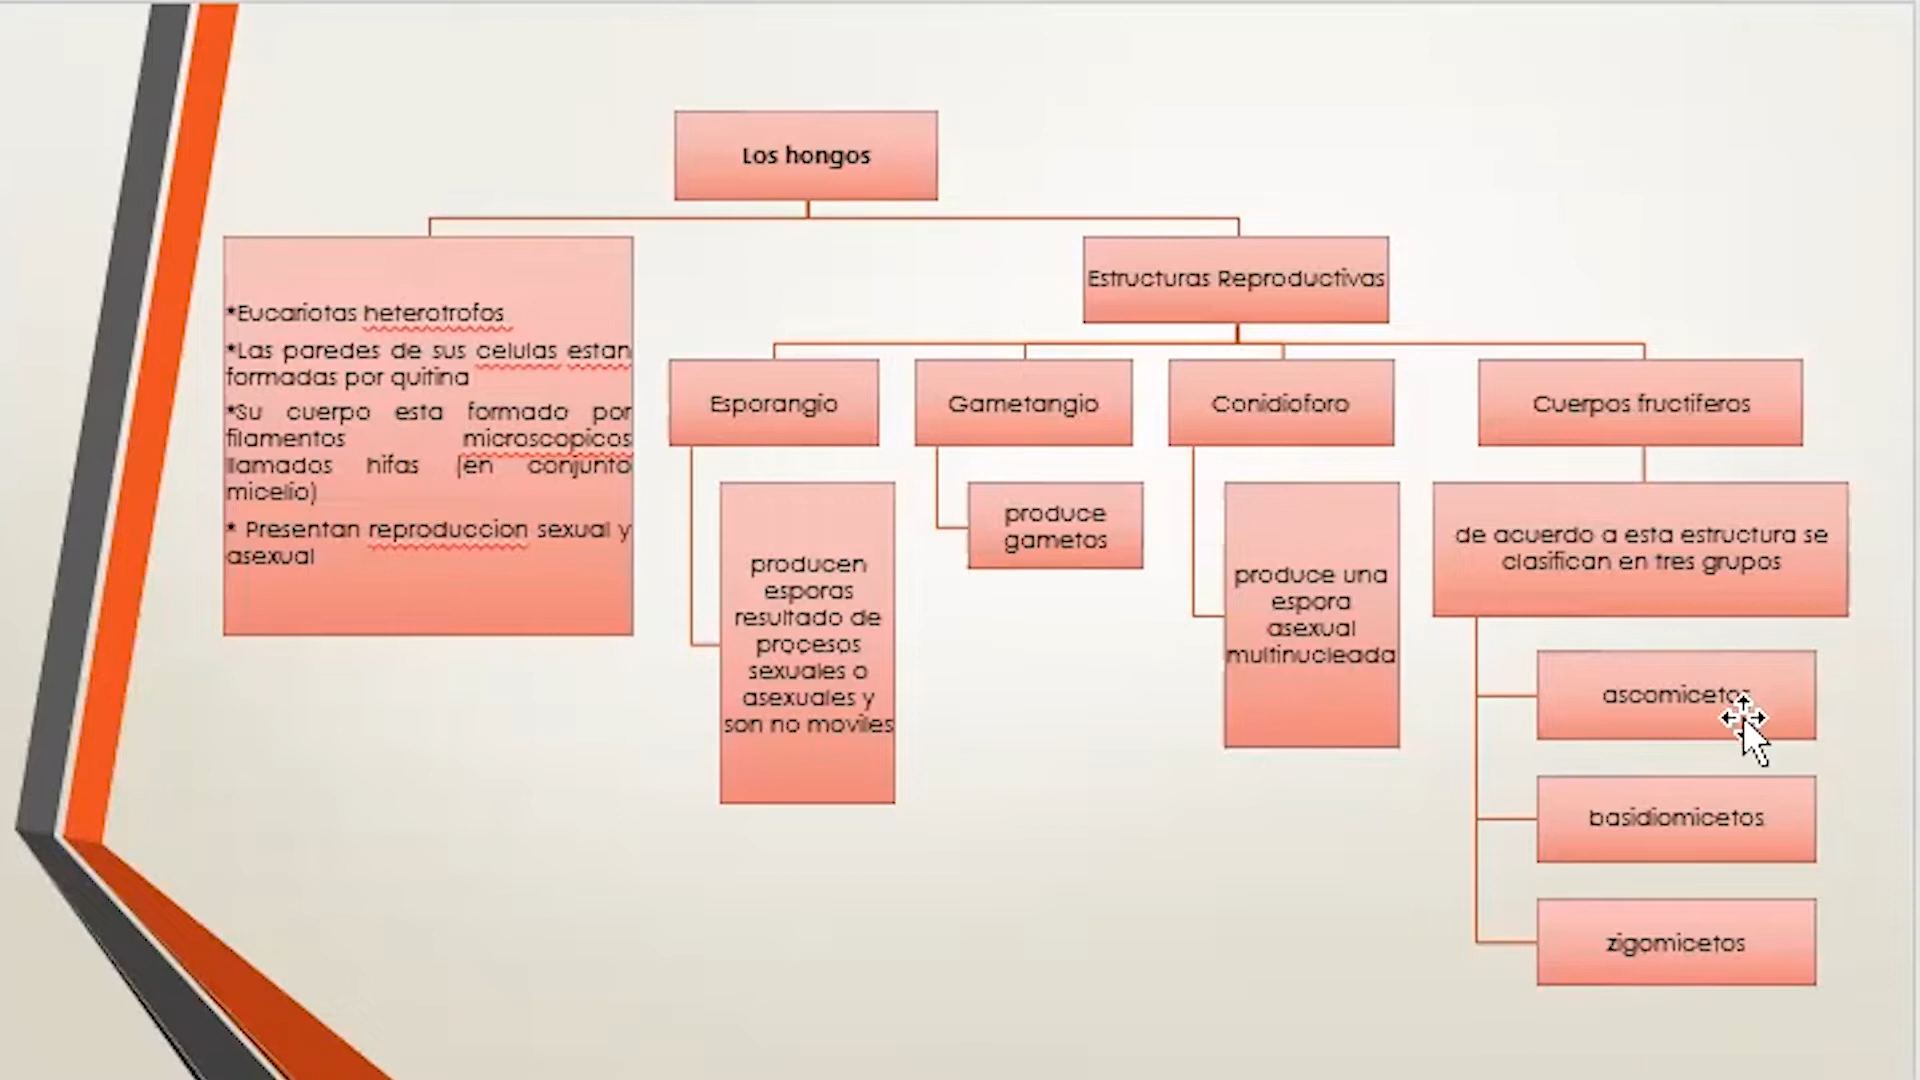 Los hongos
*Eucariotas heterotrofos
*Las paredes de sus celulas estan
formadas por quitina
*Su cuerpo esta formado por
filamentos microscopicos
llamados hifas (en conjunto
micelio)
* Presentan reproduccion sexual y
asexual
Estructuras Reproductivas
Esporangio
producen
esporas
resultado de
procesos
sexuales o
asexuales y
son no moviles
Gametangio
produce
gametos
Conidioforo
produce una
espora
asexual
multinucleada
Cuerpos fructiferos
de acuerdo a esta estructura se
clasifican en tres grupos
ascomicetos
basidiomicetos
zigomicetos